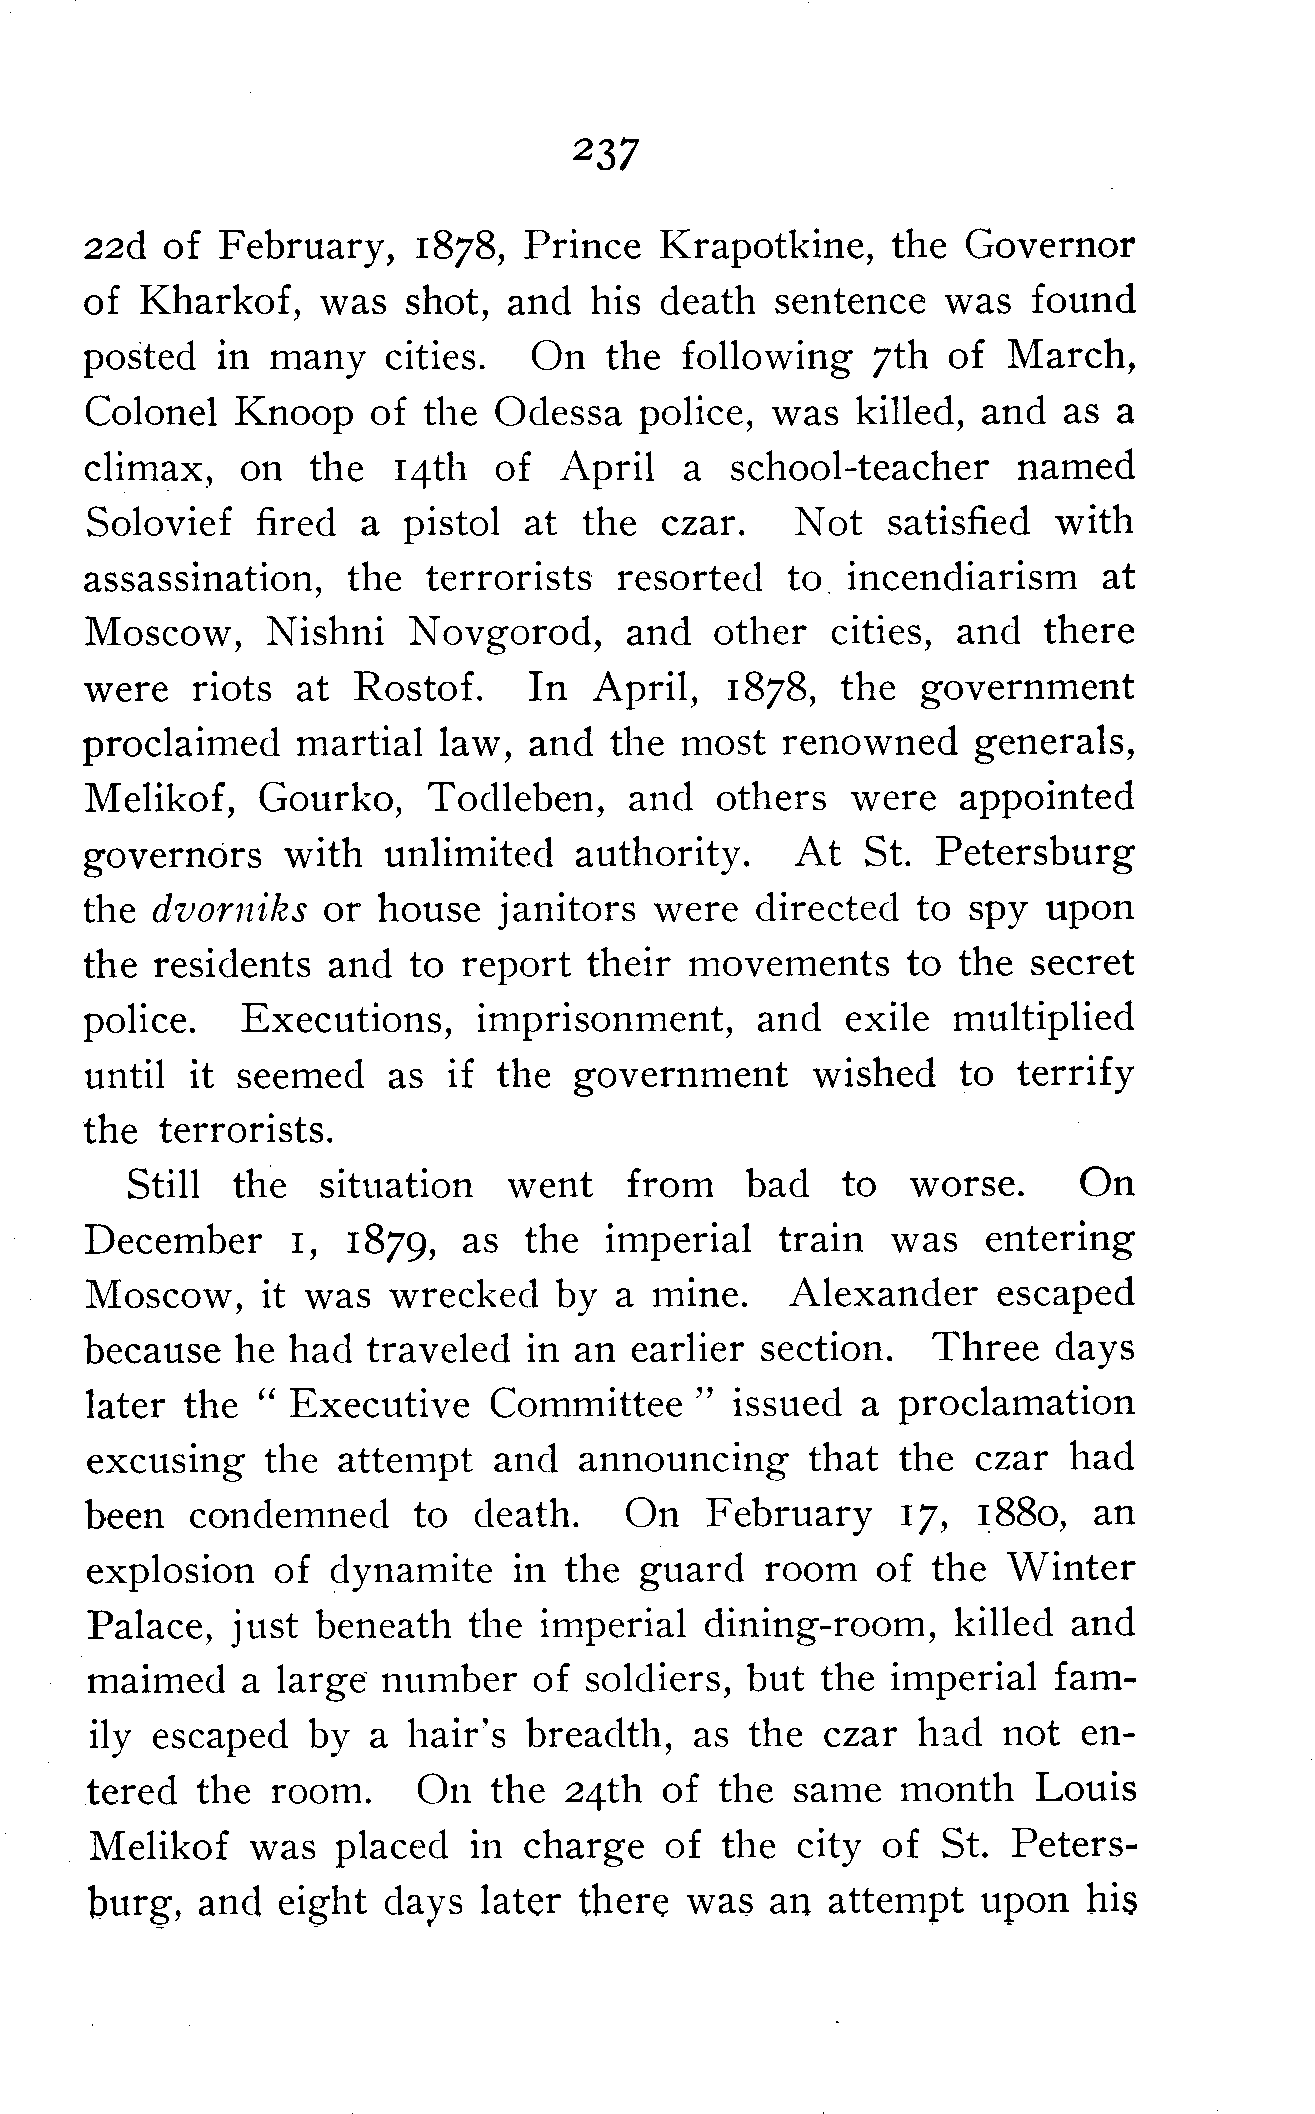 237
22d of February, 1878, Prince Krapotkine, the Governor
of Kharkof, was shot, and his death sentence was found
posted in many cities. On the following 7th of March,
Colonel Knoop of the Odessa police, was killed, and as a
climax, on the 14th of April a school-teacher named
Solovief fired a pistol at the czar. Not satisfied with
assassination, the terrorists resorted to incendiarism at
Moscow, Nishni Novgorod, and other cities, and there
were riots at Rostof. In April, 1878, the government
proclaimed martial law, and the most renowned generals,
Melikof, Gourko, Todleben, and others were appointed
governors with unlimited authority. At St. Petersburg
the dvorniks or house janitors were directed to spy upon
the residents and to report their movements to the secret
police. Executions, imprisonment, and exile multiplied
until it seemed as if the government wished to terrify
the terrorists.
Still the situation went from bad to worse. On
December 1, 1879, as the imperial train was entering
Moscow, it was wrecked by a mine. Alexander escaped
because he had traveled in an earlier section. Three days
later the " Executive Committee " issued a proclamation
excusing the attempt and announcing that the czar had
been condemned to death. On February 17, 1880, an
explosion of dynamite in the guard room of the Winter
Palace, just beneath the imperial dining-room, killed and
maimed a large number of soldiers, but the imperial fam-
ily escaped by a hair's breadth, as the czar had not en-
tered the room. On the 24th of the same month Louis
Melikof was placed in charge of the city of St. Peters-
burg, and eight days later there was an attempt upon his